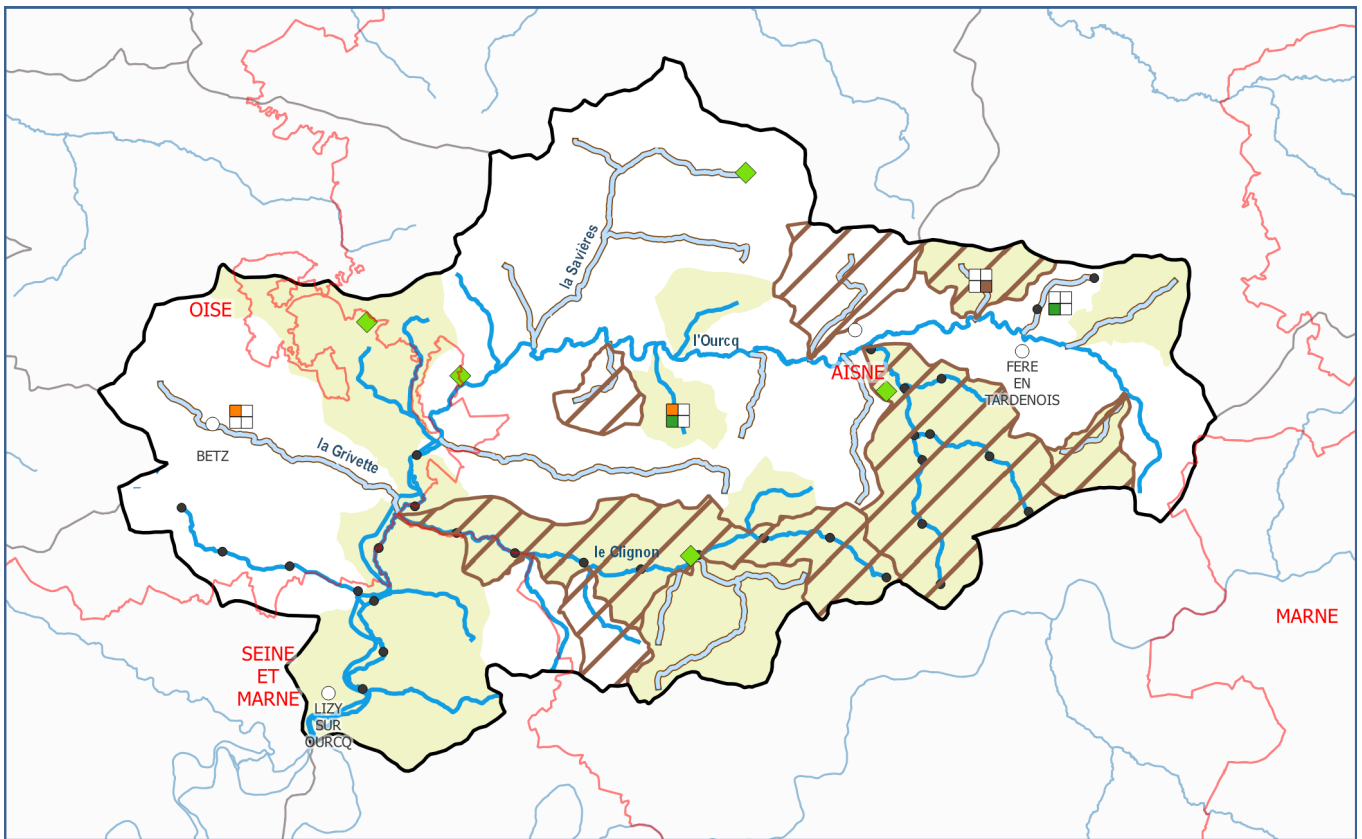 la Savières
OISE
l'Ourcq
AISNE
FERE
EN
TARDENOIS
BETZ
la Grivette
le Clignon
MARNE
SEINE
ET
MARNE
LIZY
SUR
OURCQ